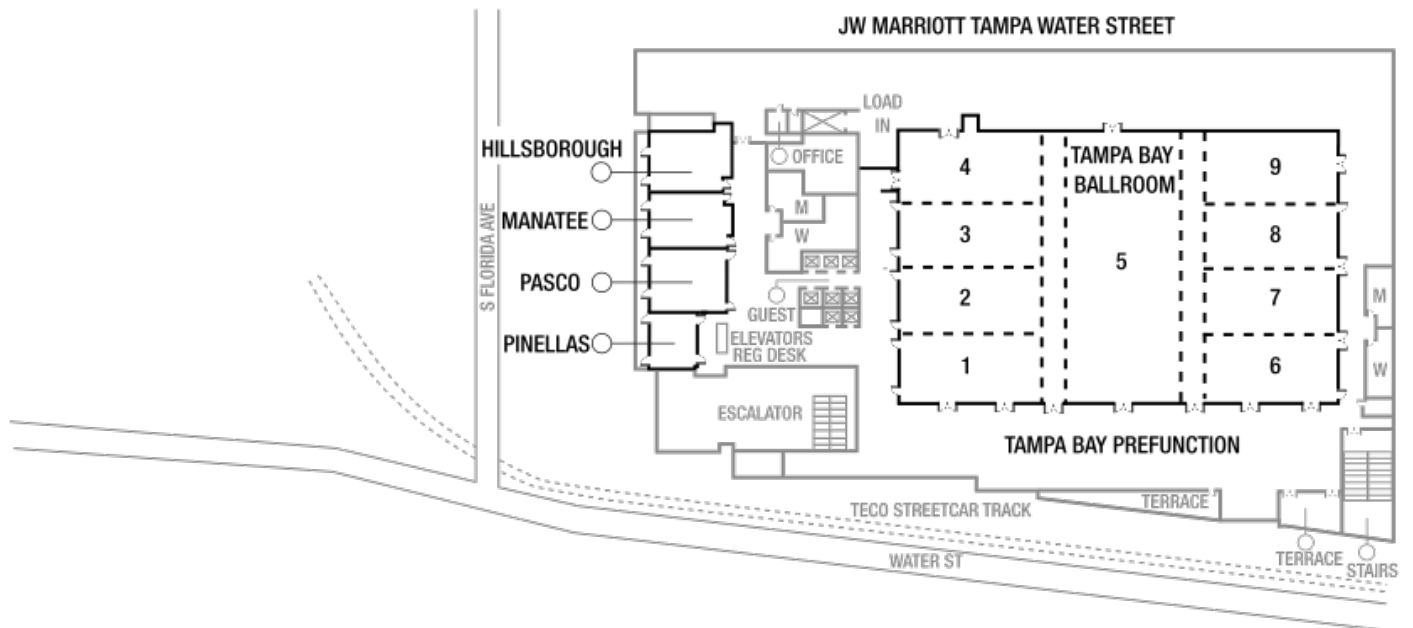 JW MARRIOTT TAMPA WATER STREET
LOAD
IN
HILLSBOROUGH
OFFICE
4
TAMPA BAY
BALLROOM
9
MANATEE
M
W
3
5
8
S FLORIDA AVE
PASCO
GUEST
2
7
M
PINELLAS
ELEVATORS
REG DESK
1
6
W
ESCALATOR
TAMPA BAY PREFUNCTION
TECO STREETCAR TRACK
TERRACE
WATER ST
TERRACE
STAIRS